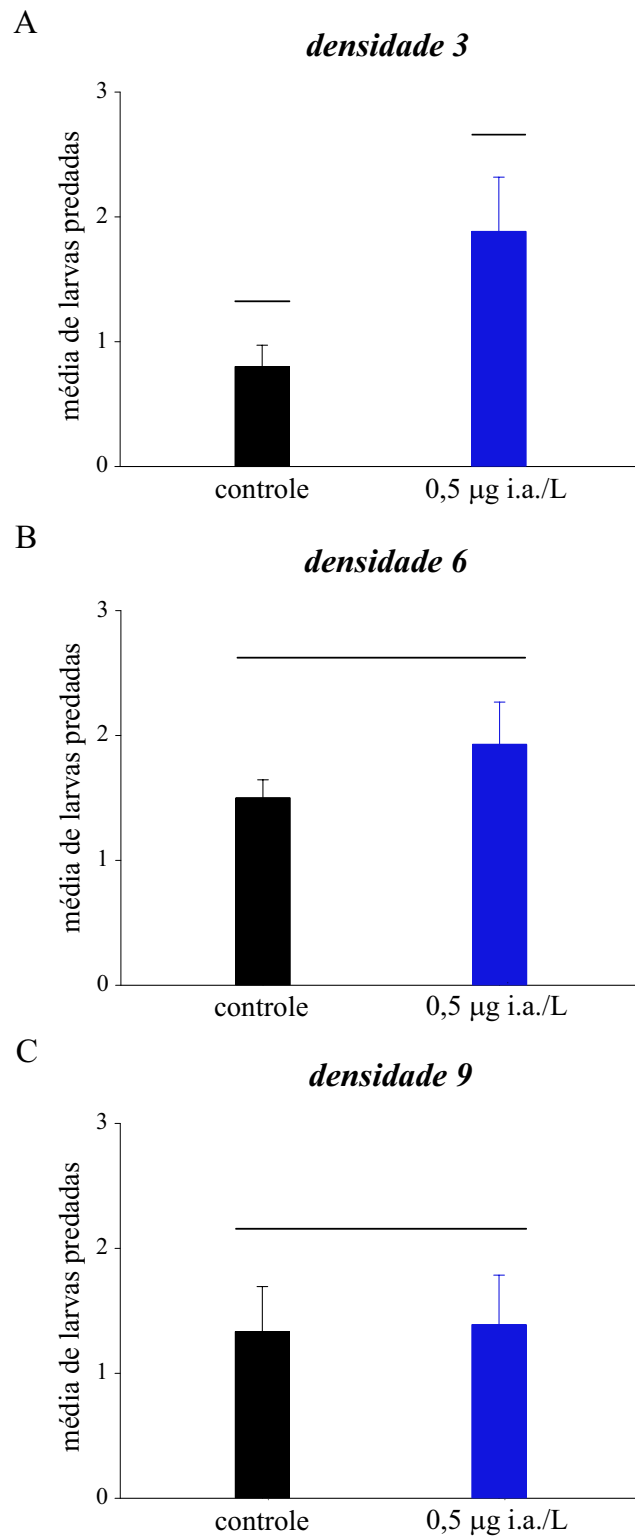 A
densidade 3
média de larvas predadas
3
2
1
0
controle
0,5 μg i.a./L
B
densidade 6
média de larvas predadas
3
2
1
0
controle
0,5 μg i.a./L
C
densidade 9
média de larvas predadas
3
2
1
0
controle
0,5 μg i.a./L